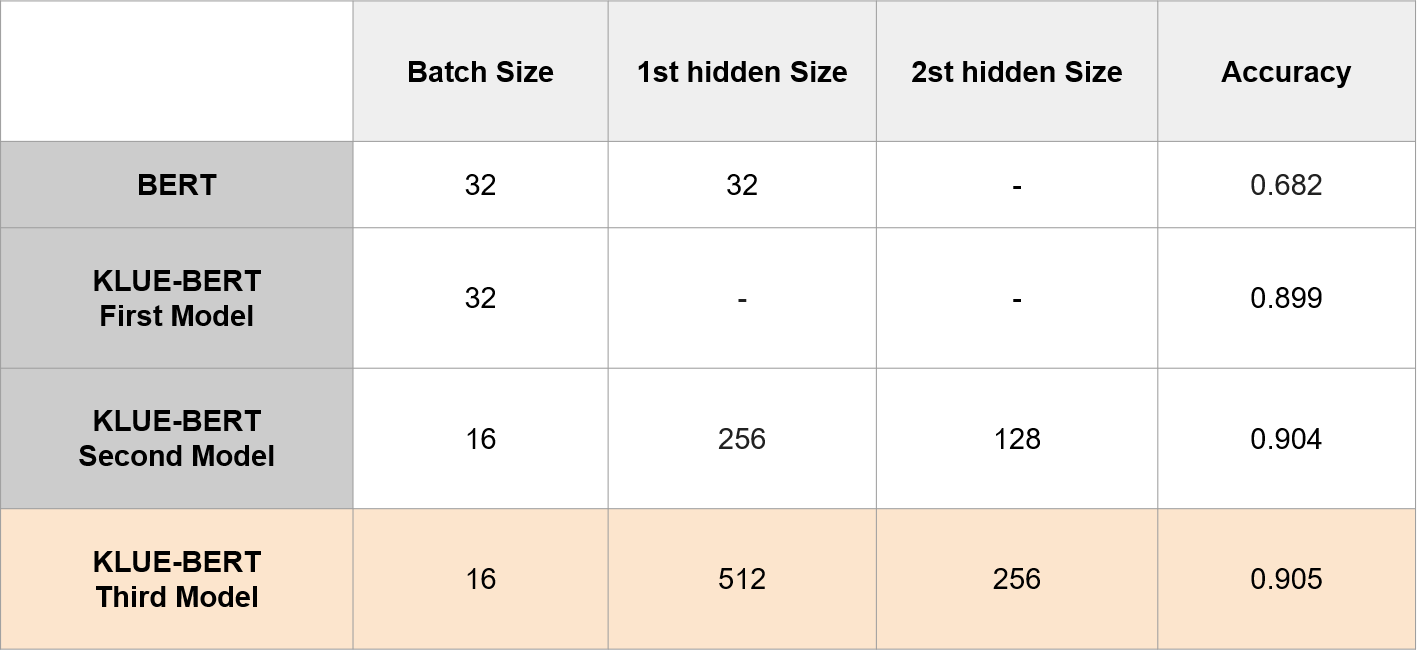 Batch Size 1st hidden Size 2st hidden Size Accuracy
BERT 32 32 - 0.682
KLUE-BERT
First Model 32 - - 0.899
KLUE-BERT
Second Model 16 256 128 0.904
KLUE-BERT
Third Model 16 512 256 0.905